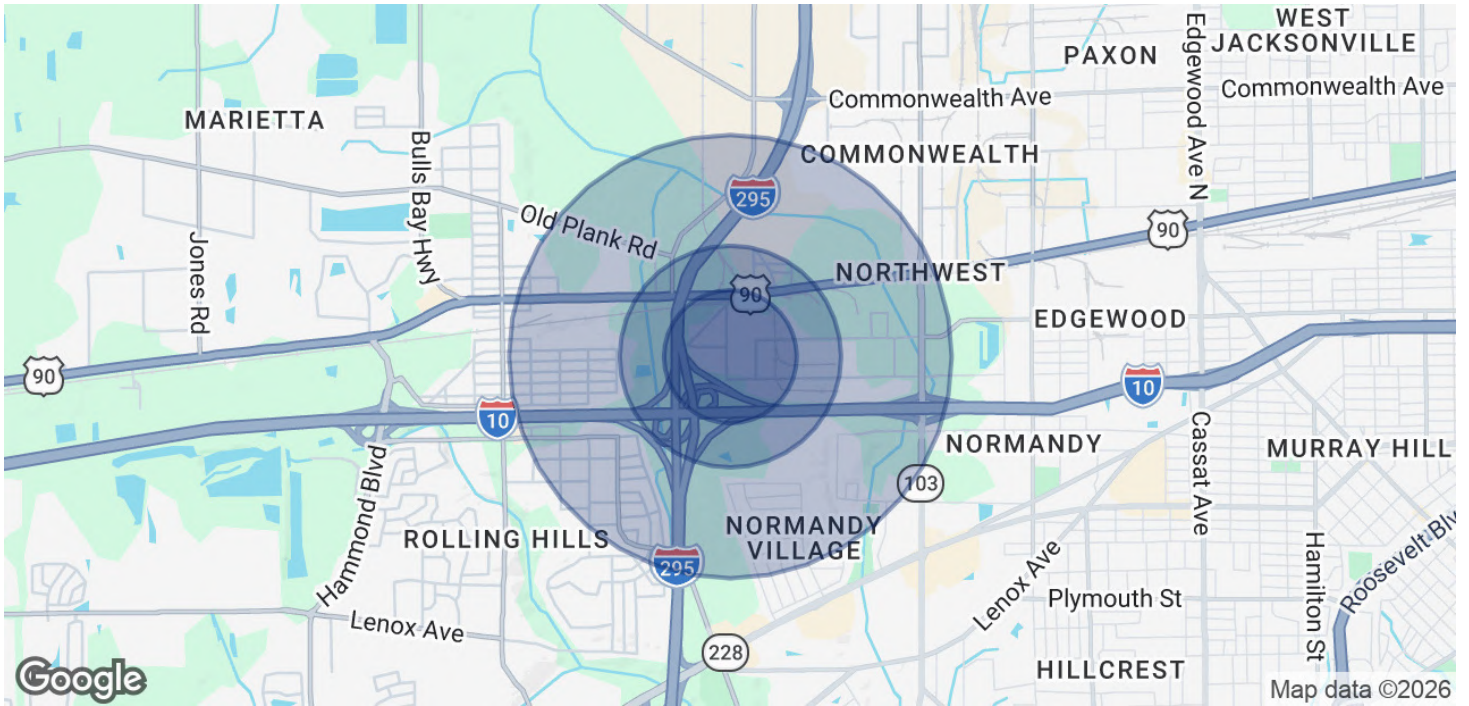 WEST
JACKSONVILLE
PAXON
Edgewood Ave N
Commonwealth Ave
Commonwealth Ave
MARIETTA
Bulls Bay Hwy
COMMONWEALTH
295
Old Plank Rd
90
Jones Rd
NORTHWEST
90
EDGEWOOD
90
10
10
NORMANDY
Cassat Ave
MURRAY HILL
Hammond Blvd
103
ROLLING HILLS
NORMANDY
VILLAGE
295
Lenox Ave
Hamilton St
Roosevelt Blv
Plymouth St
Lenox Ave
228
HILLCREST
Google
Map data ©2026